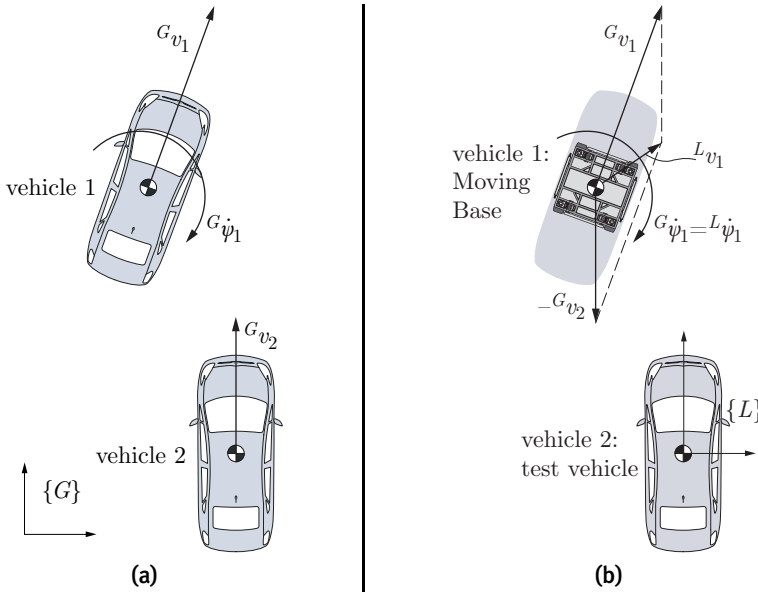 ᴳv₁
vehicle 1
ᴳψ̇₁
ᴳv₂
vehicle 2
{G}
(a)
ᴳv₁
vehicle 1:
Moving
Base
ᴸv₁
ᴳψ̇₁=ᴸψ̇₁
−ᴳv₂
{L}
vehicle 2:
test vehicle
(b)